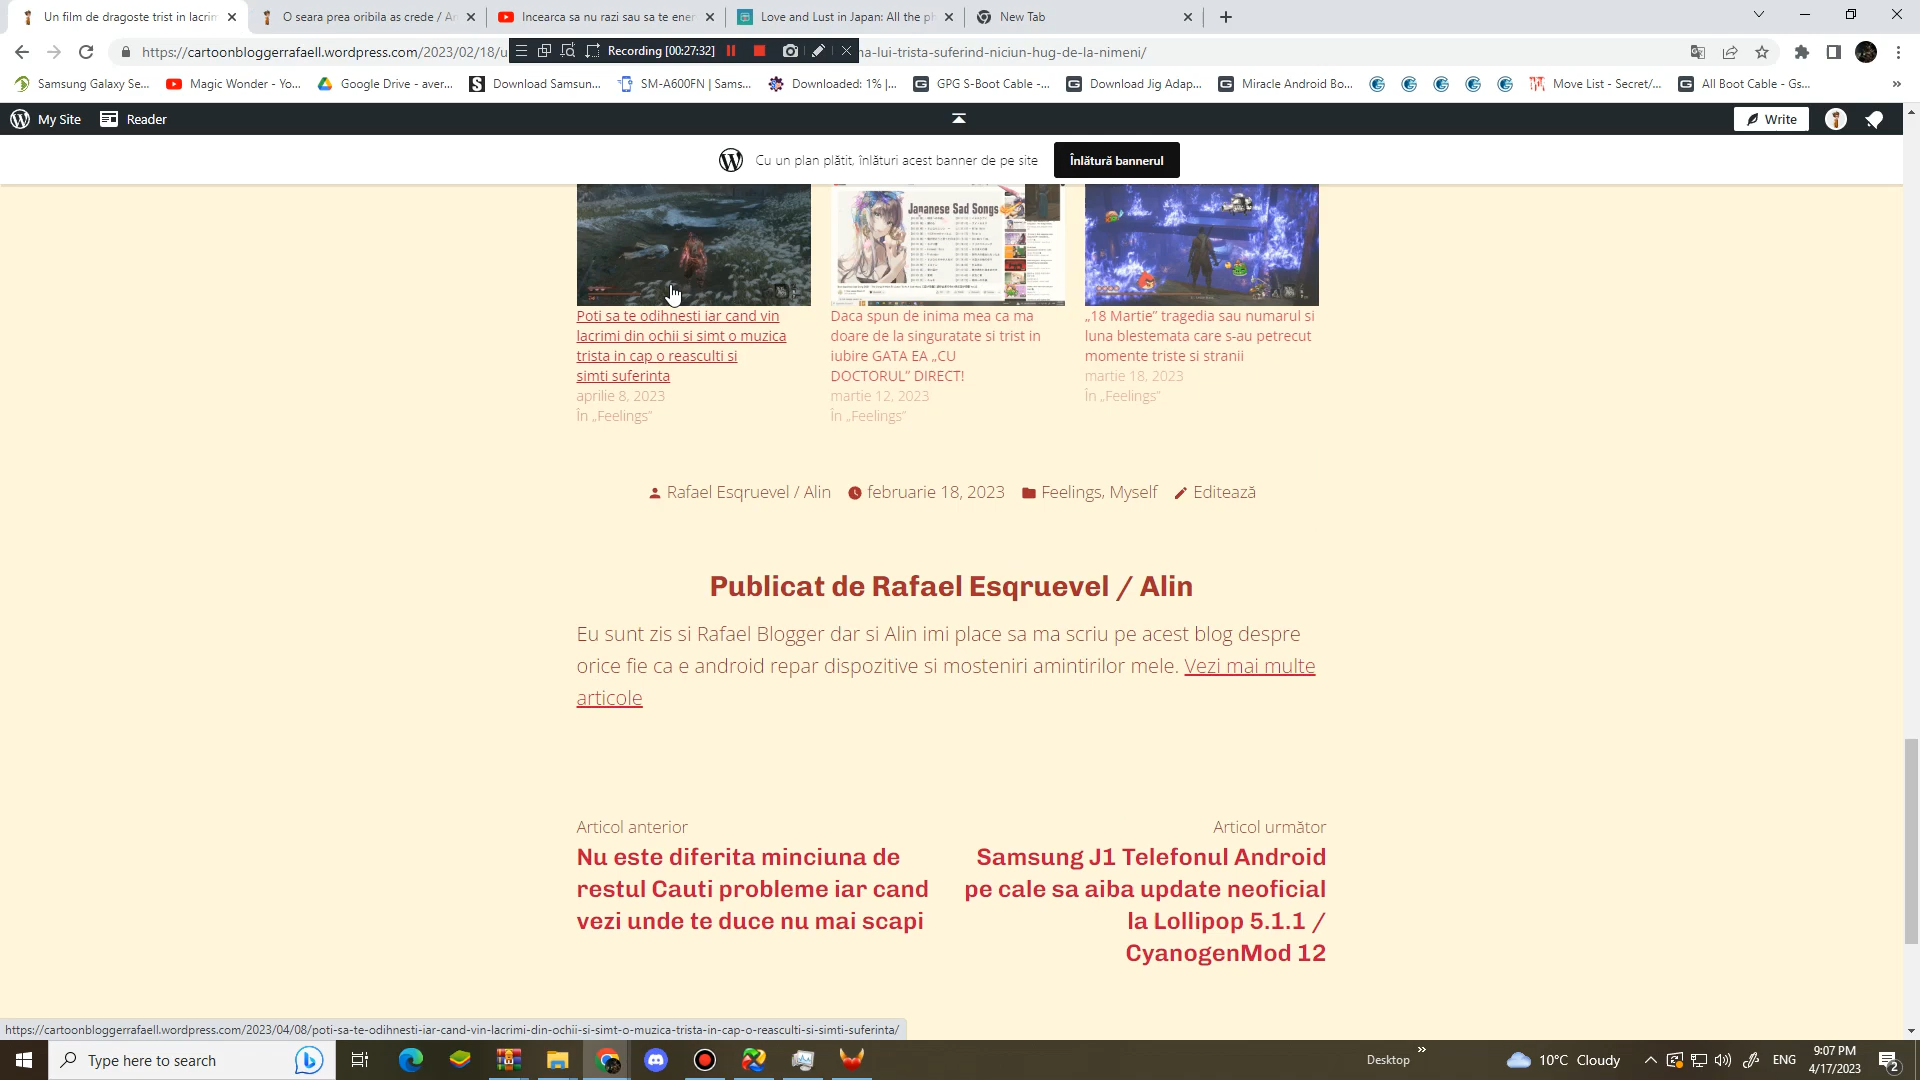 Un film de dragoste trist in lacrim
O seara prea oribila as crede / Ar
Incearca sa nu razi sau sa te ener
Love and Lust in Japan: All the ph
New Tab
https://cartoonbloggerrafaell.wordpress.com/2023/02/18/u
Recording [00:27:32]
na-lui-trista-suferind-niciun-hug-de-la-nimeni/
Samsung Galaxy Se...
Magic Wonder - Yo...
Google Drive - aver...
Download Samsun...
SM-A600FN | Sams...
Downloaded: 1% |...
GPG S-Boot Cable -...
Download Jig Adap...
Miracle Android Bo...
Move List - Secret/...
All Boot Cable - Gs...
My Site
Reader
Write
Cu un plan plătit, înlături acest banner de pe site
Înlătură bannerul
Japanese Sad Songs
Poti sa te odihnesti iar cand vin
lacrimi din ochii si simt o muzica
trista in cap o reasculti si
simti suferinta
aprilie 8, 2023
În „Feelings”
Daca spun de inima mea ca ma
doare de la singuratate si trist in
iubire GATA EA „CU
DOCTORUL” DIRECT!
martie 12, 2023
În „Feelings”
„18 Martie” tragedia sau numarul si
luna blestemata care s-au petrecut
momente triste si stranii
martie 18, 2023
În „Feelings”
Rafael Esqruevel / Alin
februarie 18, 2023
Feelings, Myself
Editează
Publicat de Rafael Esqruevel / Alin
Eu sunt zis si Rafael Blogger dar si Alin imi place sa ma scriu pe acest blog despre
orice fie ca e android repar dispozitive si mosteniri amintirilor mele. Vezi mai multe
articole
Articol anterior
Nu este diferita minciuna de
restul Cauti probleme iar cand
vezi unde te duce nu mai scapi
Articol următor
Samsung J1 Telefonul Android
pe cale sa aiba update neoficial
la Lollipop 5.1.1 /
CyanogenMod 12
https://cartoonbloggerrafaell.wordpress.com/2023/04/08/poti-sa-te-odihnesti-iar-cand-vin-lacrimi-din-ochii-si-simt-o-muzica-trista-in-cap-o-reasculti-si-simti-suferinta/
Type here to search
Desktop
10°C Cloudy
ENG
9:07 PM
4/17/2023
2